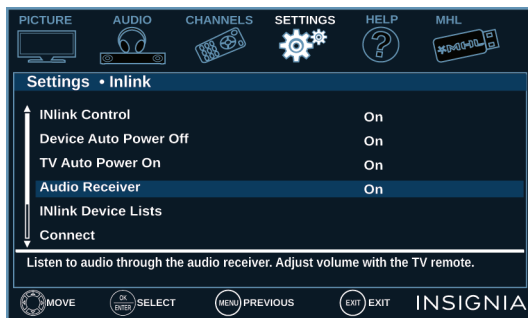 PICTURE AUDIO CHANNELS SETTINGS HELP MHL
MHL
Settings • Inlink
INlink Control On
Device Auto Power Off On
TV Auto Power On On
Audio Receiver On
INlink Device Lists
Connect
Listen to audio through the audio receiver. Adjust volume with the TV remote.
MOVE OK ENTER SELECT MENU PREVIOUS EXIT EXIT INSIGNIA